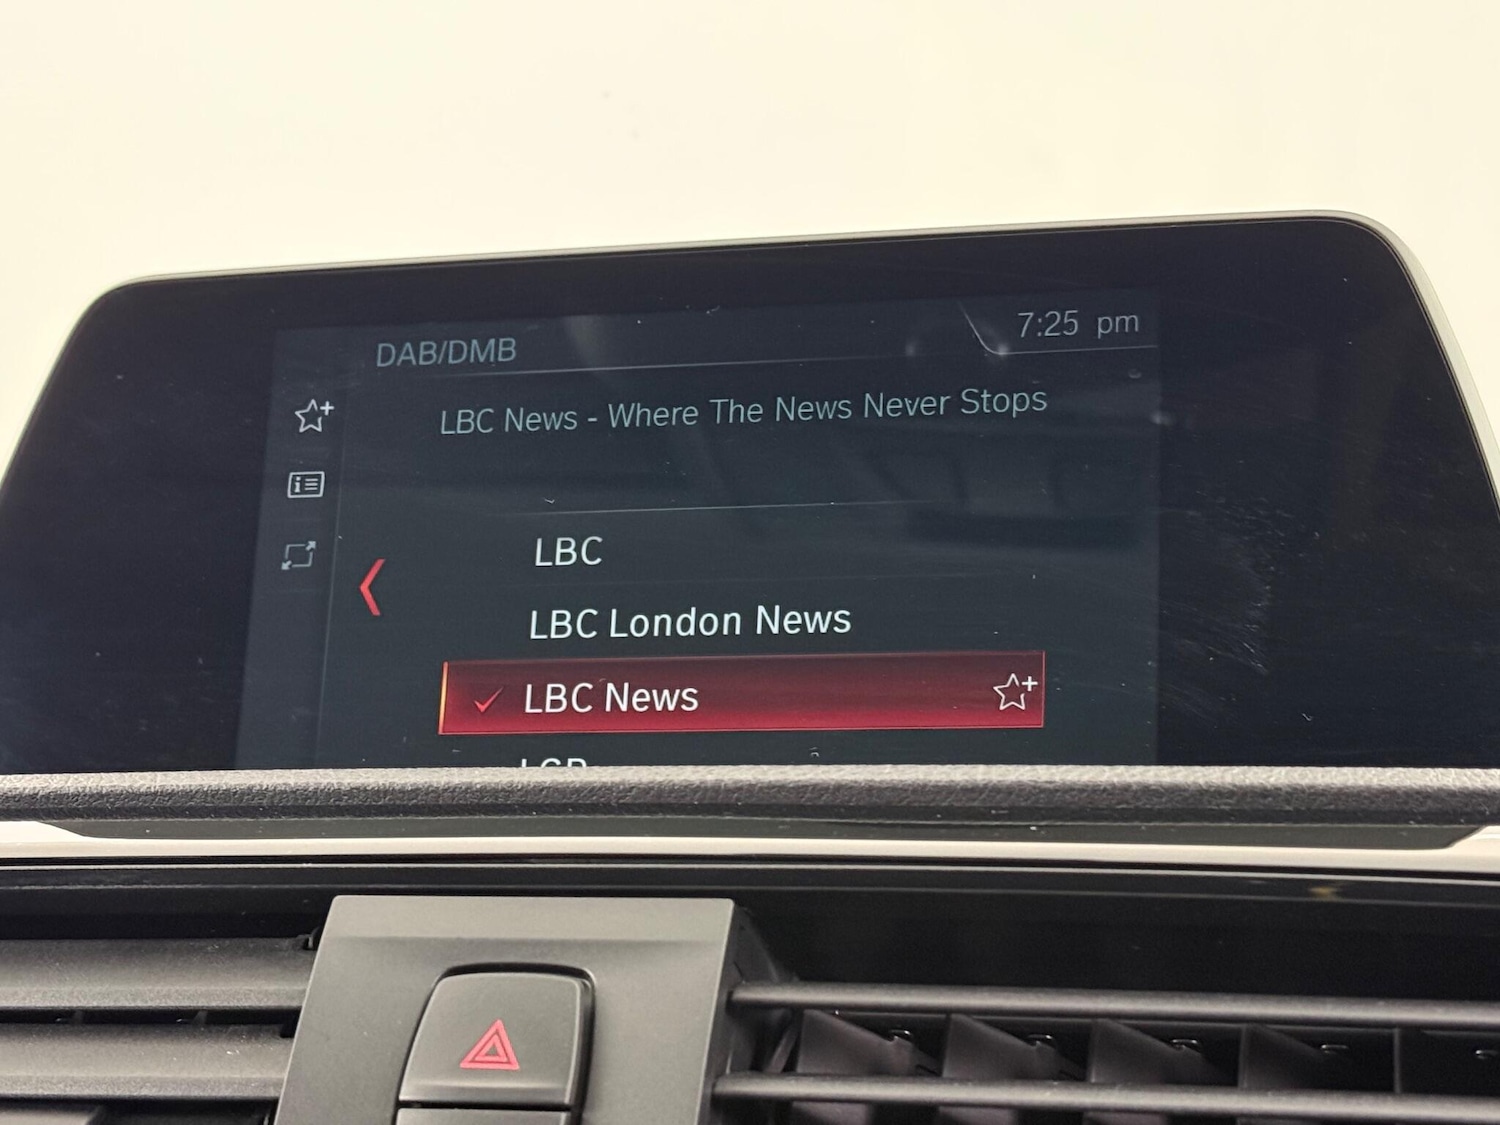 7:25 pm
DAB/DMB
LBC News - Where The News Never Stops
LBC
LBC London News
LBC News